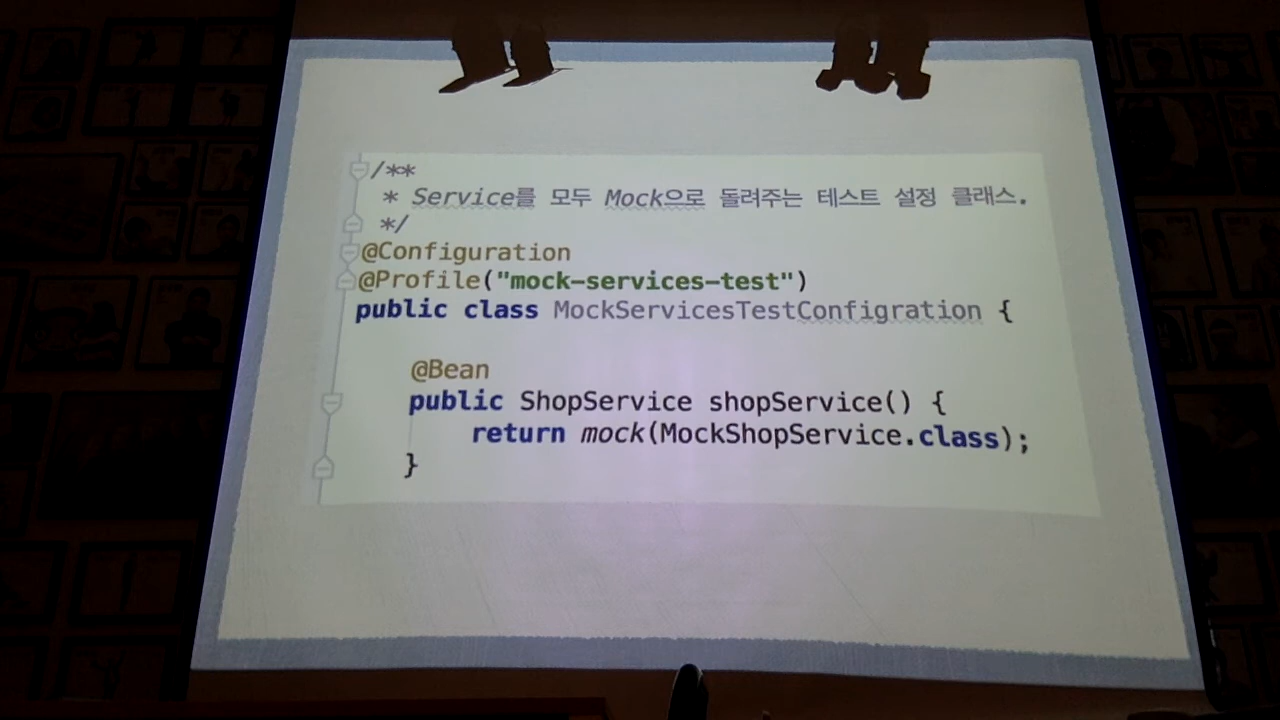 /**
* Service를 모두 Mock으로 돌려주는 테스트 설정 클래스.
*/
@Configuration
@Profile("mock-services-test")
public class MockServicesTestConfigration {
@Bean
public ShopService shopService() {
return mock(MockShopService.class);
}